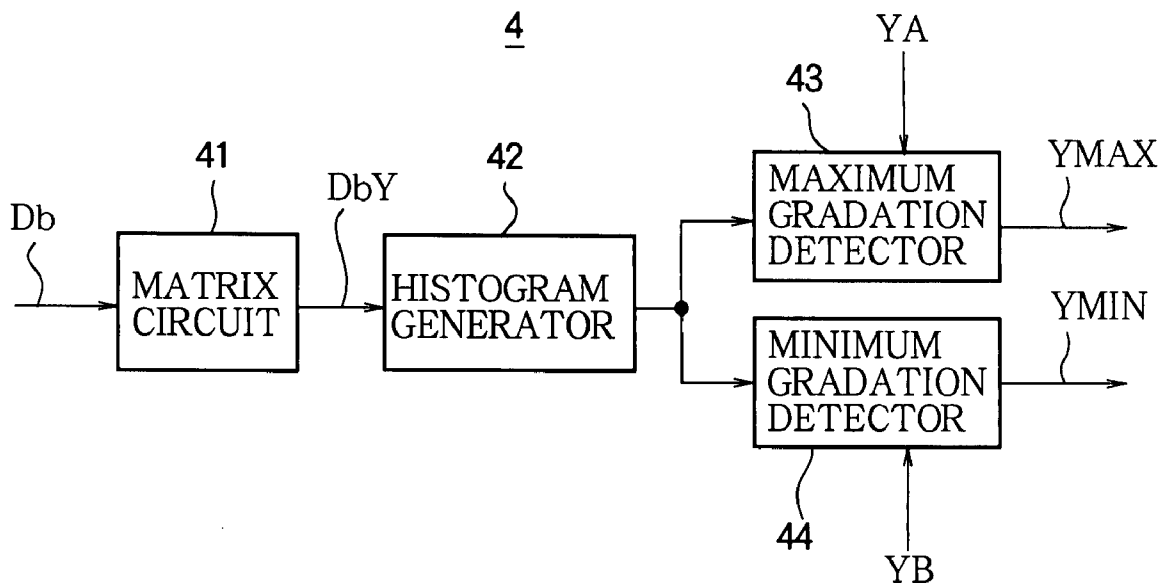 4
YA
43
41
42
YMAX
Db
DbY
MAXIMUM
GRADATION
DETECTOR
MATRIX
CIRCUIT
HISTOGRAM
GENERATOR
YMIN
MINIMUM
GRADATION
DETECTOR
44
YB